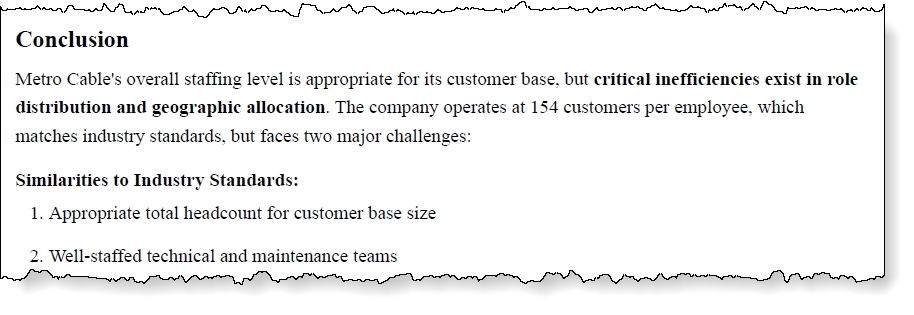 Conclusion
Metro Cable's overall staffing level is appropriate for its customer base, but critical inefficiencies exist in role
distribution and geographic allocation. The company operates at 154 customers per employee, which
matches industry standards, but faces two major challenges:
Similarities to Industry Standards:
1. Appropriate total headcount for customer base size
2. Well-staffed technical and maintenance teams